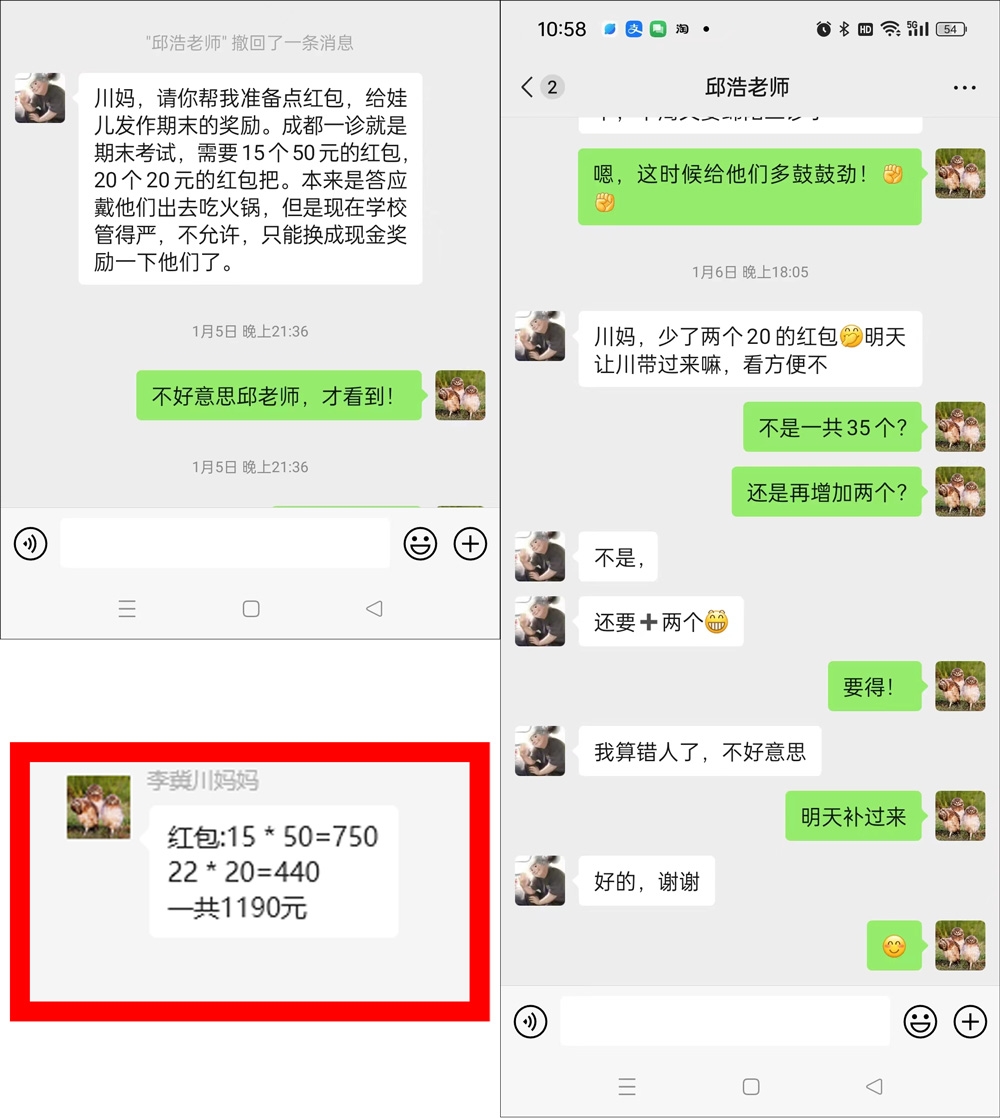 "邱浩老师" 撤回了一条消息
川妈，请你帮我准备点红包，给娃
儿发作期末的奖励。成都一诊就是
期末考试，需要15个50元的红包，
20个20元的红包把。本来是答应
戴他们出去吃火锅，但是现在学校
管得严，不允许，只能换成现金奖
励一下他们了。
1月5日 晚上21:36
不好意思邱老师，才看到！
1月5日 晚上21:36
李冀川妈妈
红包:15 * 50=750
22 * 20=440
一共1190元
10:58
支
淘
HD
5G
54
2
邱浩老师
嗯，这时候给他们多鼓鼓劲！✊
✊
1月6日 晚上18:05
川妈，少了两个20的红包🤭明天
让川带过来嘛，看方便不
不是一共35个？
还是再增加两个？
不是，
还要➕两个😁
要得！
我算错人了，不好意思
明天补过来
好的，谢谢
😊